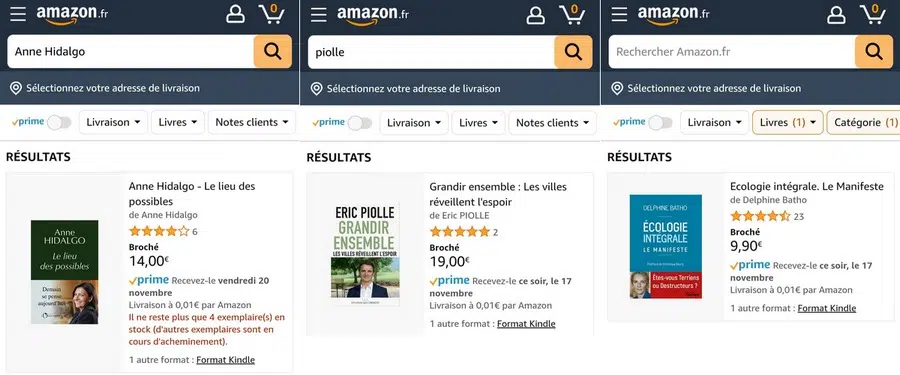 amazon.fr
0
Anne Hidalgo
Sélectionnez votre adresse de livraison
prime
Livraison
Livres
Notes clients
RÉSULTATS
Anne
HIDALGO
Le lieu
des possibles
Demain
se pense
aujourd'hui
Anne Hidalgo - Le lieu des
possibles
de Anne Hidalgo
6
Broché
14,00€
prime Recevez-le vendredi 20
novembre
Livraison à 0,01€ par Amazon
Il ne reste plus que 4 exemplaire(s) en
stock (d'autres exemplaires sont en
cours d'acheminement).
1 autre format : Format Kindle
amazon.fr
0
piolle
Sélectionnez votre adresse de livraison
prime
Livraison
Livres
Notes clients
RÉSULTATS
ERIC PIOLLE
GRANDIR
ENSEMBLE
LES VILLES RÉVEILLENT L'ESPOIR
Grandir ensemble : Les villes
réveillent l'espoir
de Eric PIOLLE
2
Broché
19,00€
prime Recevez-le ce soir, le 17
novembre
Livraison à 0,01€ par Amazon
1 autre format : Format Kindle
amazon.fr
0
Rechercher Amazon.fr
Sélectionnez votre adresse de livraison
prime
Livraison
Livres (1)
Catégorie (1)
RÉSULTATS
DELPHINE BATHO
ÉCOLOGIE
INTÉGRALE
LE MANIFESTE
Êtes-vous Terriens
ou Destructeurs ?
Ecologie intégrale. Le Manifeste
de Delphine Batho
23
Broché
9,90€
prime Recevez-le ce soir, le 17
novembre
Livraison à 0,01€ par Amazon
1 autre format : Format Kindle